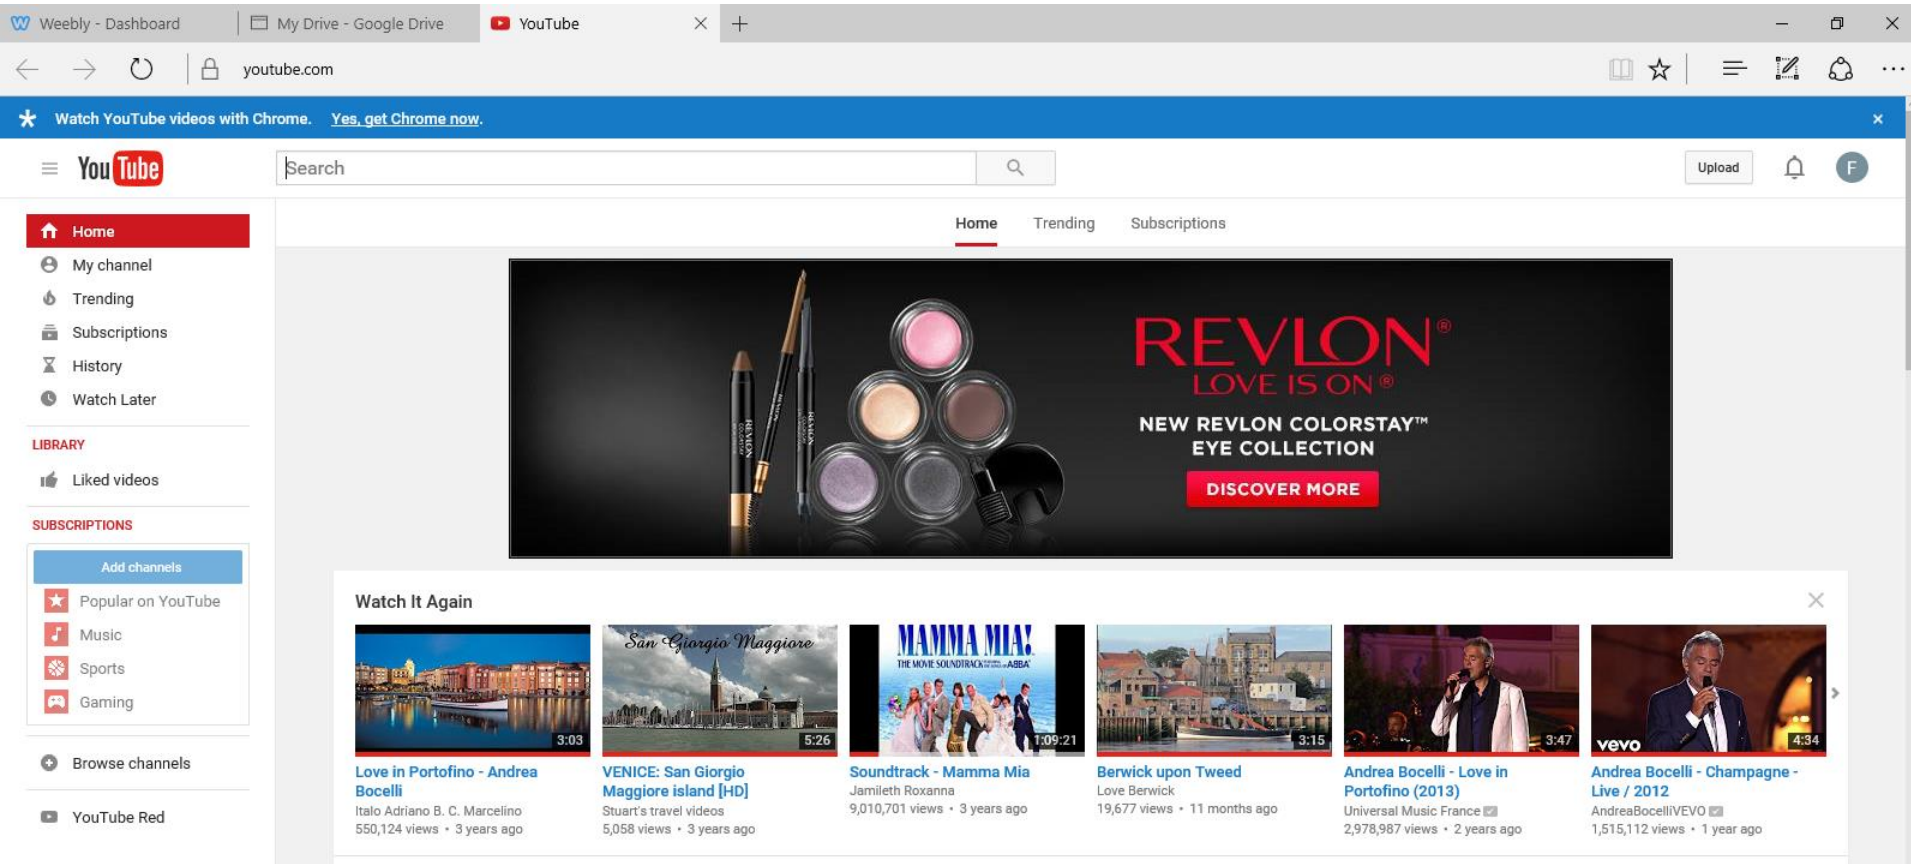 Weebly - Dashboard
My Drive - Google Drive
YouTube
youtube.com
Watch YouTube videos with Chrome. Yes, get Chrome now.
YouTube
Search
Upload
F
Home
Trending
Subscriptions
Home
My channel
Trending
Subscriptions
History
Watch Later
LIBRARY
Liked videos
SUBSCRIPTIONS
Add channels
Popular on YouTube
Music
Sports
Gaming
Browse channels
YouTube Red
REVLON
REVLON®
LOVE IS ON®
NEW REVLON COLORSTAY™
EYE COLLECTION
DISCOVER MORE
Watch It Again
3:03
Love in Portofino - Andrea
Bocelli
Italo Adriano B. C. Marcelino
550,124 views • 3 years ago
San Giorgio Maggiore
5:26
VENICE: San Giorgio
Maggiore island [HD]
Stuart's travel videos
5,058 views • 3 years ago
MAMMA MIA!
THE MOVIE SOUNDTRACK
ABBA
1:09:21
Soundtrack - Mamma Mia
Jamileth Roxanna
9,010,701 views • 3 years ago
3:15
Berwick upon Tweed
Love Berwick
19,677 views • 11 months ago
3:47
Andrea Bocelli - Love in
Portofino (2013)
Universal Music France
2,978,987 views • 2 years ago
vevo
4:34
Andrea Bocelli - Champagne -
Live / 2012
AndreaBocelliVEVO
1,515,112 views • 1 year ago